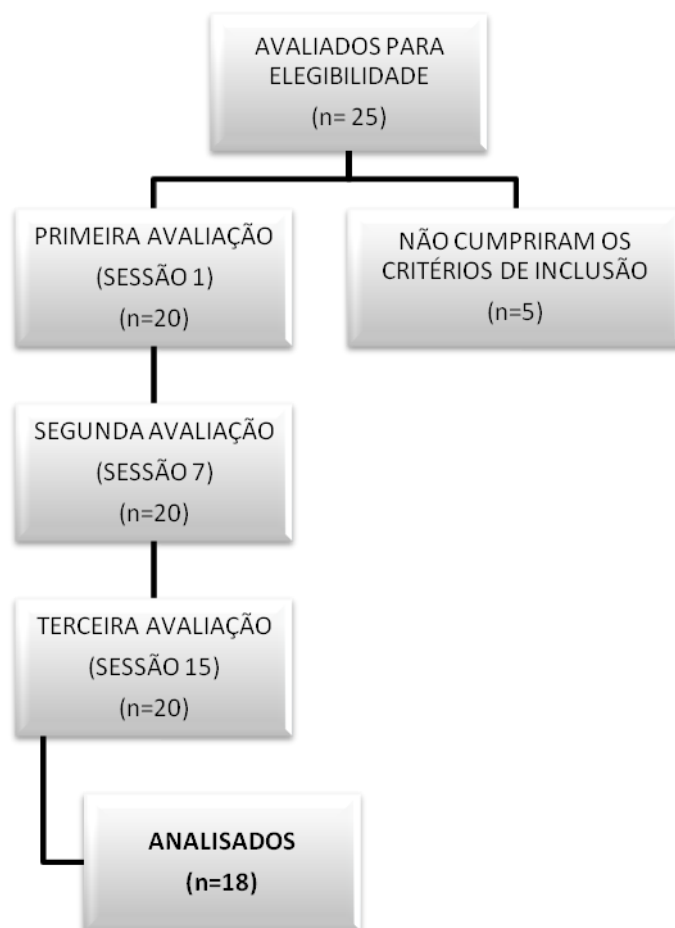 AVALIADOS PARA
ELEGIBILIDADE
(n= 25)
PRIMEIRA AVALIAÇÃO
(SESSÃO 1)
(n=20)
NÃO CUMPRIRAM OS
CRITÉRIOS DE INCLUSÃO
(n=5)
SEGUNDA AVALIAÇÃO
(SESSÃO 7)
(n=20)
TERCEIRA AVALIAÇÃO
(SESSÃO 15)
(n=20)
ANALISADOS
(n=18)